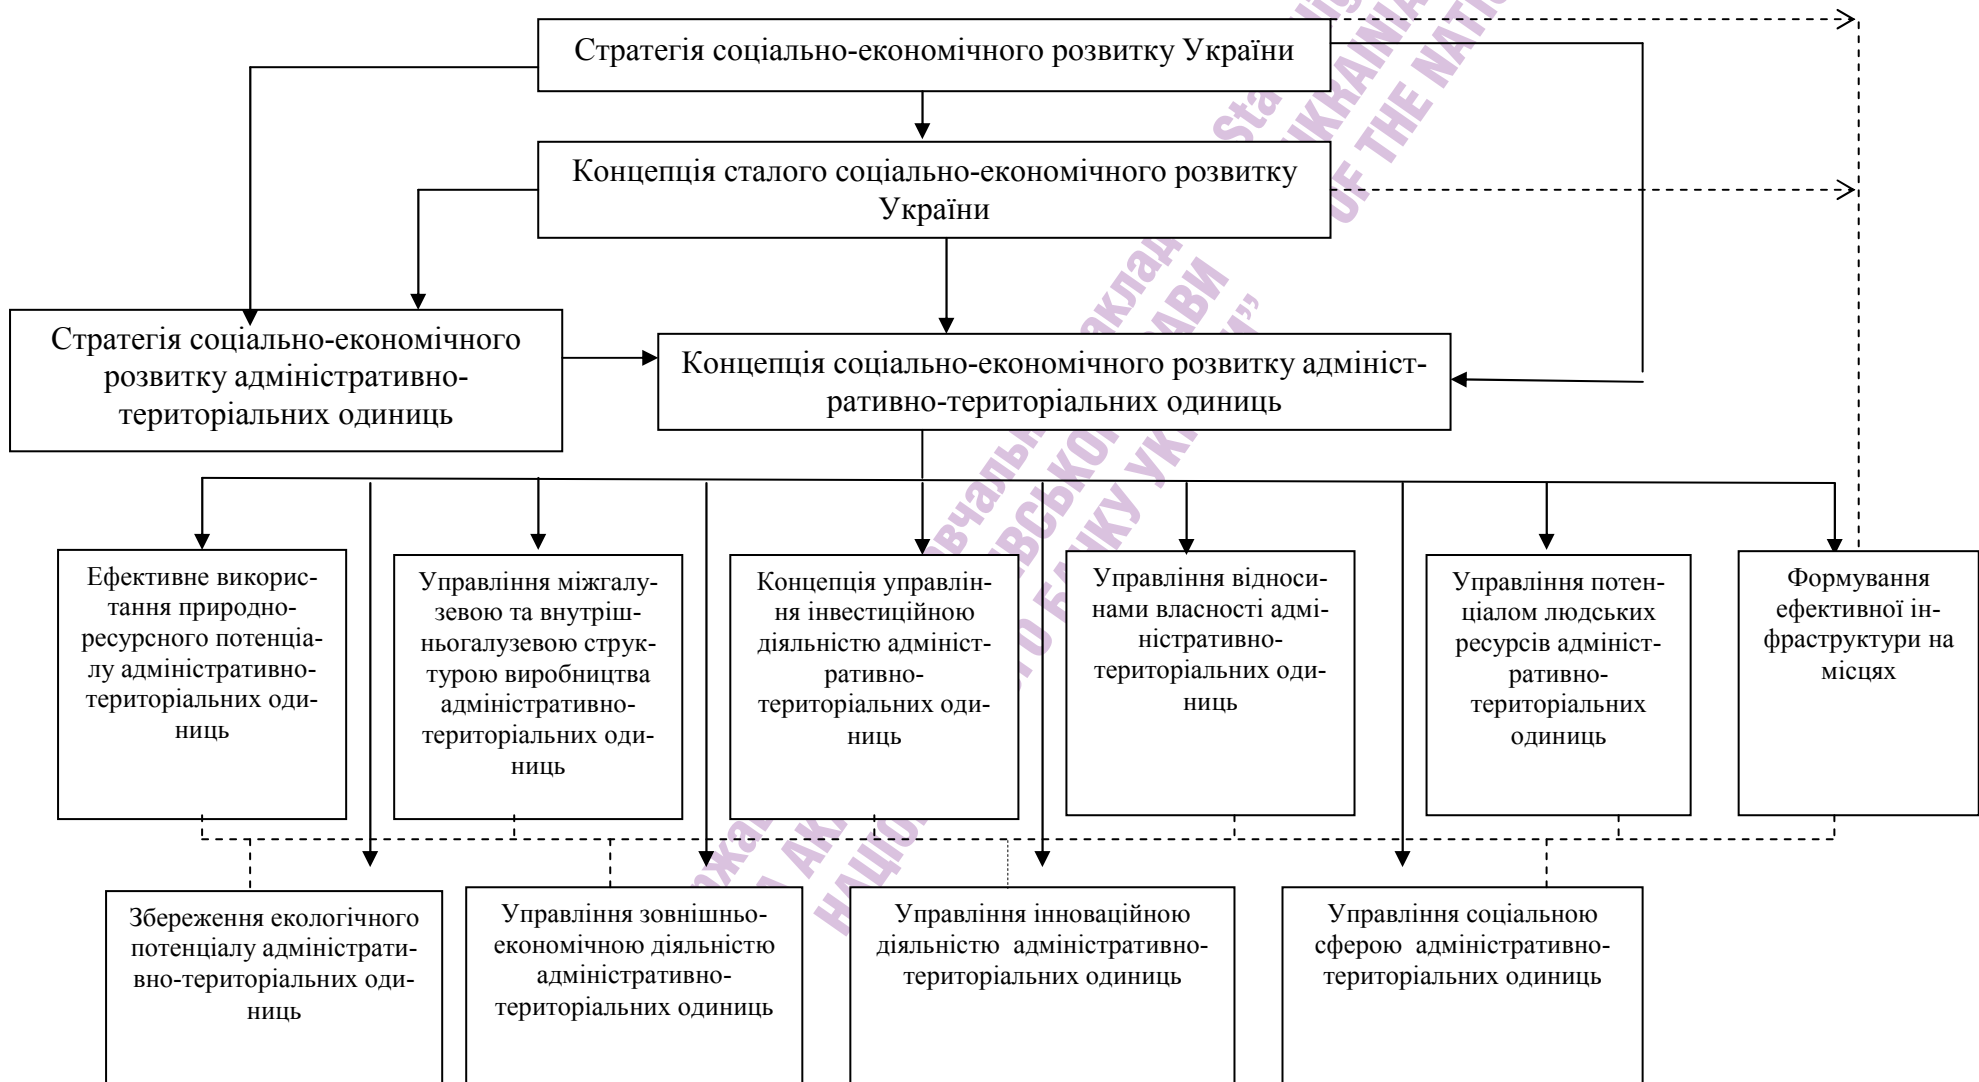 Стратегія соціально-економічного розвитку України
Концепція сталого соціально-економічного розвитку
України
Стратегія соціально-економічного
розвитку адміністративно-
територіальних одиниць
Концепція соціально-економічного розвитку адмініст-
ративно-територіальних одиниць
Ефективне викорис-
тання природно-
ресурсного потенціа-
лу адміністративно-
територіальних оди-
ниць
Управління міжгалу-
зевою та внутріш-
ньогалузевою струк-
турою виробництва
адміністративно-
територіальних оди-
ниць
Концепція управлін-
ня інвестиційною
діяльністю адмініст-
ративно-
територіальних оди-
ниць
Управління відноси-
нами власності адмі-
ністративно-
територіальних оди-
ниць
Управління потен-
ціалом людських
ресурсів адмініст-
ративно-
територіальних
одиниць
Формування
ефективної ін-
фраструктури на
місцях
Збереження екологічного
потенціалу адміністрати-
вно-територіальних оди-
ниць
Управління зовнішньо-
економічною діяльністю
адміністративно-
територіальних одиниць
Управління інноваційною
діяльністю адміністративно-
територіальних одиниць
Управління соціальною
сферою адміністративно-
територіальних одиниць
OF THE